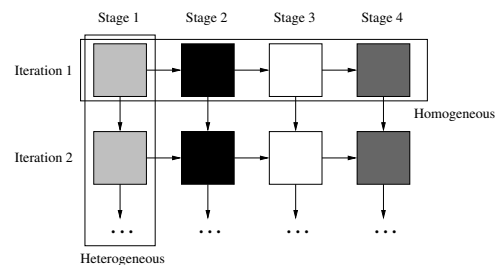 Stage 1 Stage 2 Stage 3 Stage 4
Iteration 1
Homogeneous
Iteration 2
... ... ... ...
Heterogeneous